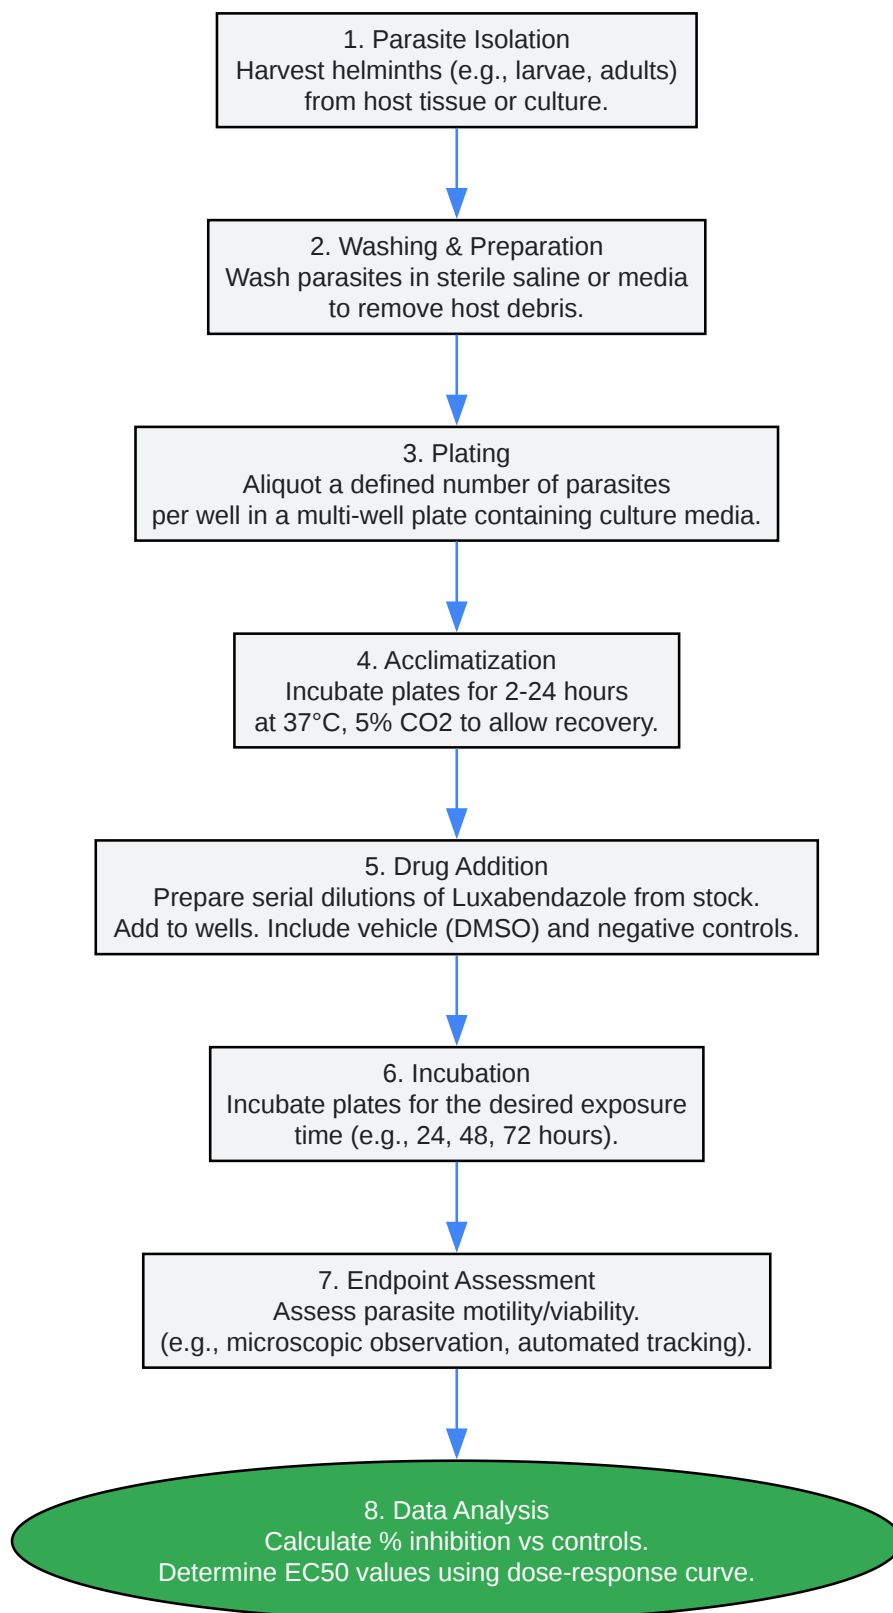 1. Parasite Isolation
Harvest helminths (e.g., larvae, adults)
from host tissue or culture.
2. Washing & Preparation
Wash parasites in sterile saline or media
to remove host debris.
3. Plating
Aliquot a defined number of parasites
per well in a multi-well plate containing culture media.
4. Acclimatization
Incubate plates for 2-24 hours
at 37°C, 5% CO2 to allow recovery.
5. Drug Addition
Prepare serial dilutions of Luxabendazole from stock.
Add to wells. Include vehicle (DMSO) and negative controls.
6. Incubation
Incubate plates for the desired exposure
time (e.g., 24, 48, 72 hours).
7. Endpoint Assessment
Assess parasite motility/viability.
(e.g., microscopic observation, automated tracking).
8. Data Analysis
Calculate % inhibition vs controls.
Determine EC50 values using dose-response curve.